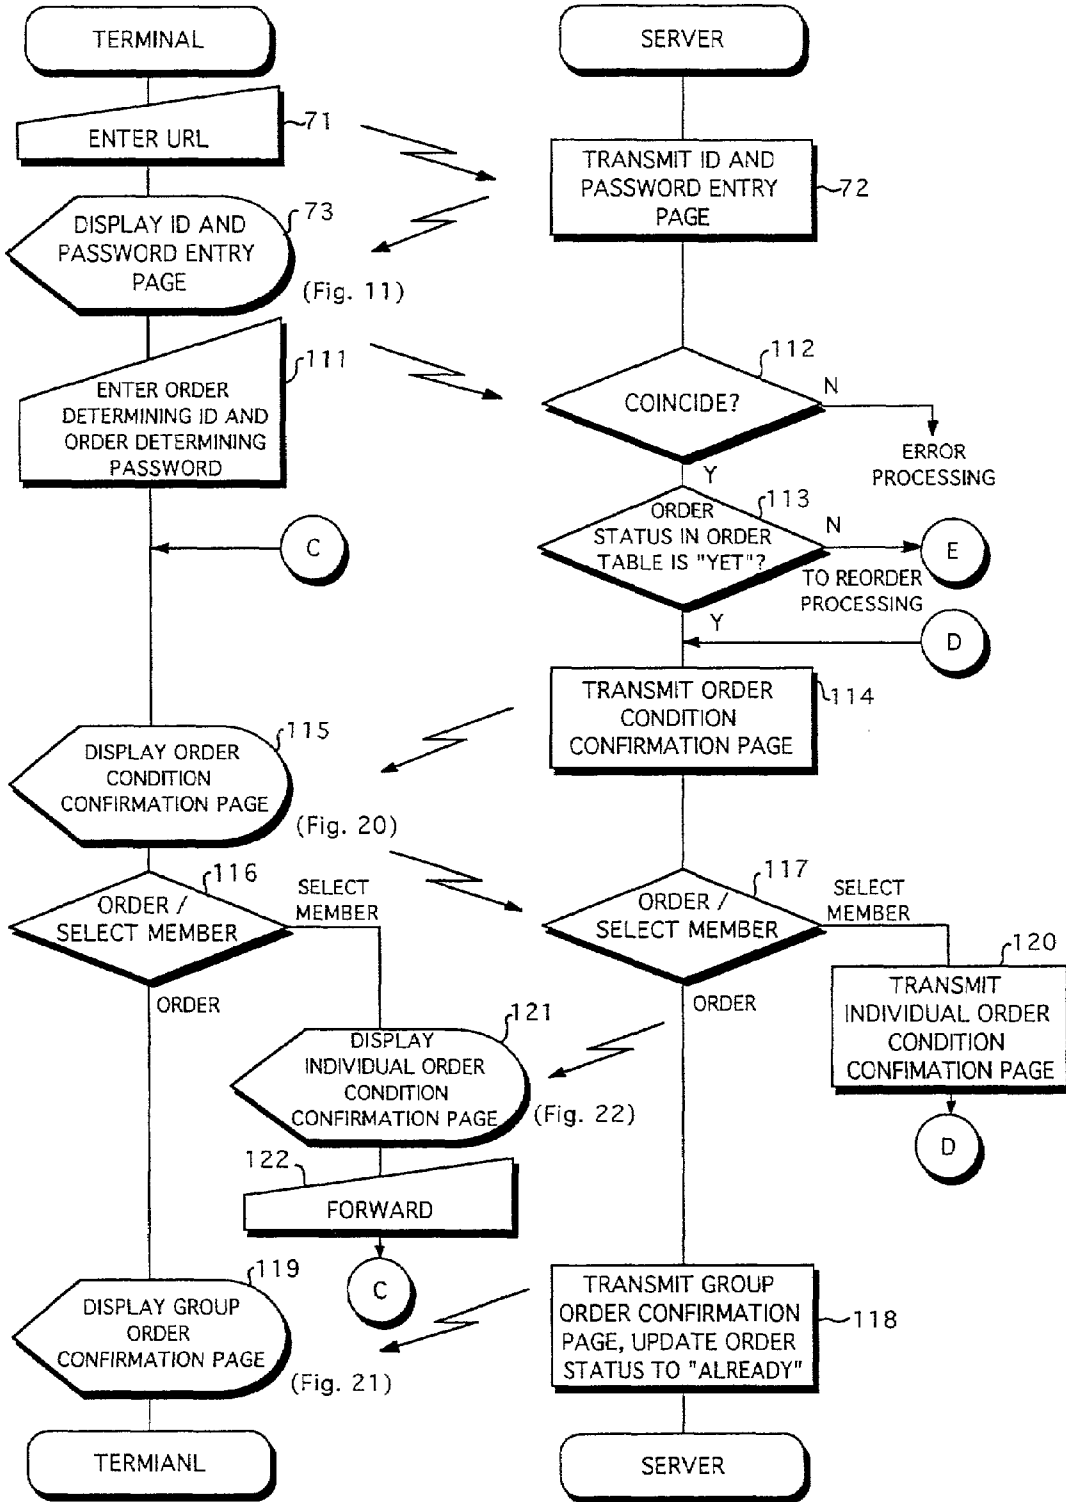 TERMINAL
SERVER
ENTER URL
71
TRANSMIT ID AND
PASSWORD ENTRY
PAGE
72
DISPLAY ID AND
PASSWORD ENTRY
PAGE
73
(Fig. 11)
ENTER ORDER
DETERMINING ID AND
ORDER DETERMINING
PASSWORD
111
COINCIDE?
112
N
ERROR
PROCESSING
Y
ORDER
STATUS IN ORDER
TABLE IS "YET"?
113
N
E
TO REORDER
PROCESSING
C
Y
D
TRANSMIT ORDER
CONDITION
CONFIRMATION PAGE
114
DISPLAY ORDER
CONDITION
CONFIRMATION PAGE
115
(Fig. 20)
ORDER /
SELECT MEMBER
116
SELECT
MEMBER
ORDER
ORDER /
SELECT MEMBER
117
SELECT
MEMBER
ORDER
120
TRANSMIT
INDIVIDUAL ORDER
CONDITION
CONFIMATION PAGE
D
DISPLAY
INDIVIDUAL ORDER
CONDITION
CONFIRMATION PAGE
121
(Fig. 22)
122
FORWARD
C
DISPLAY GROUP
ORDER
CONFIRMATION PAGE
119
(Fig. 21)
TRANSMIT GROUP
ORDER CONFIRMATION
PAGE, UPDATE ORDER
STATUS TO "ALREADY"
118
TERMIANL
SERVER